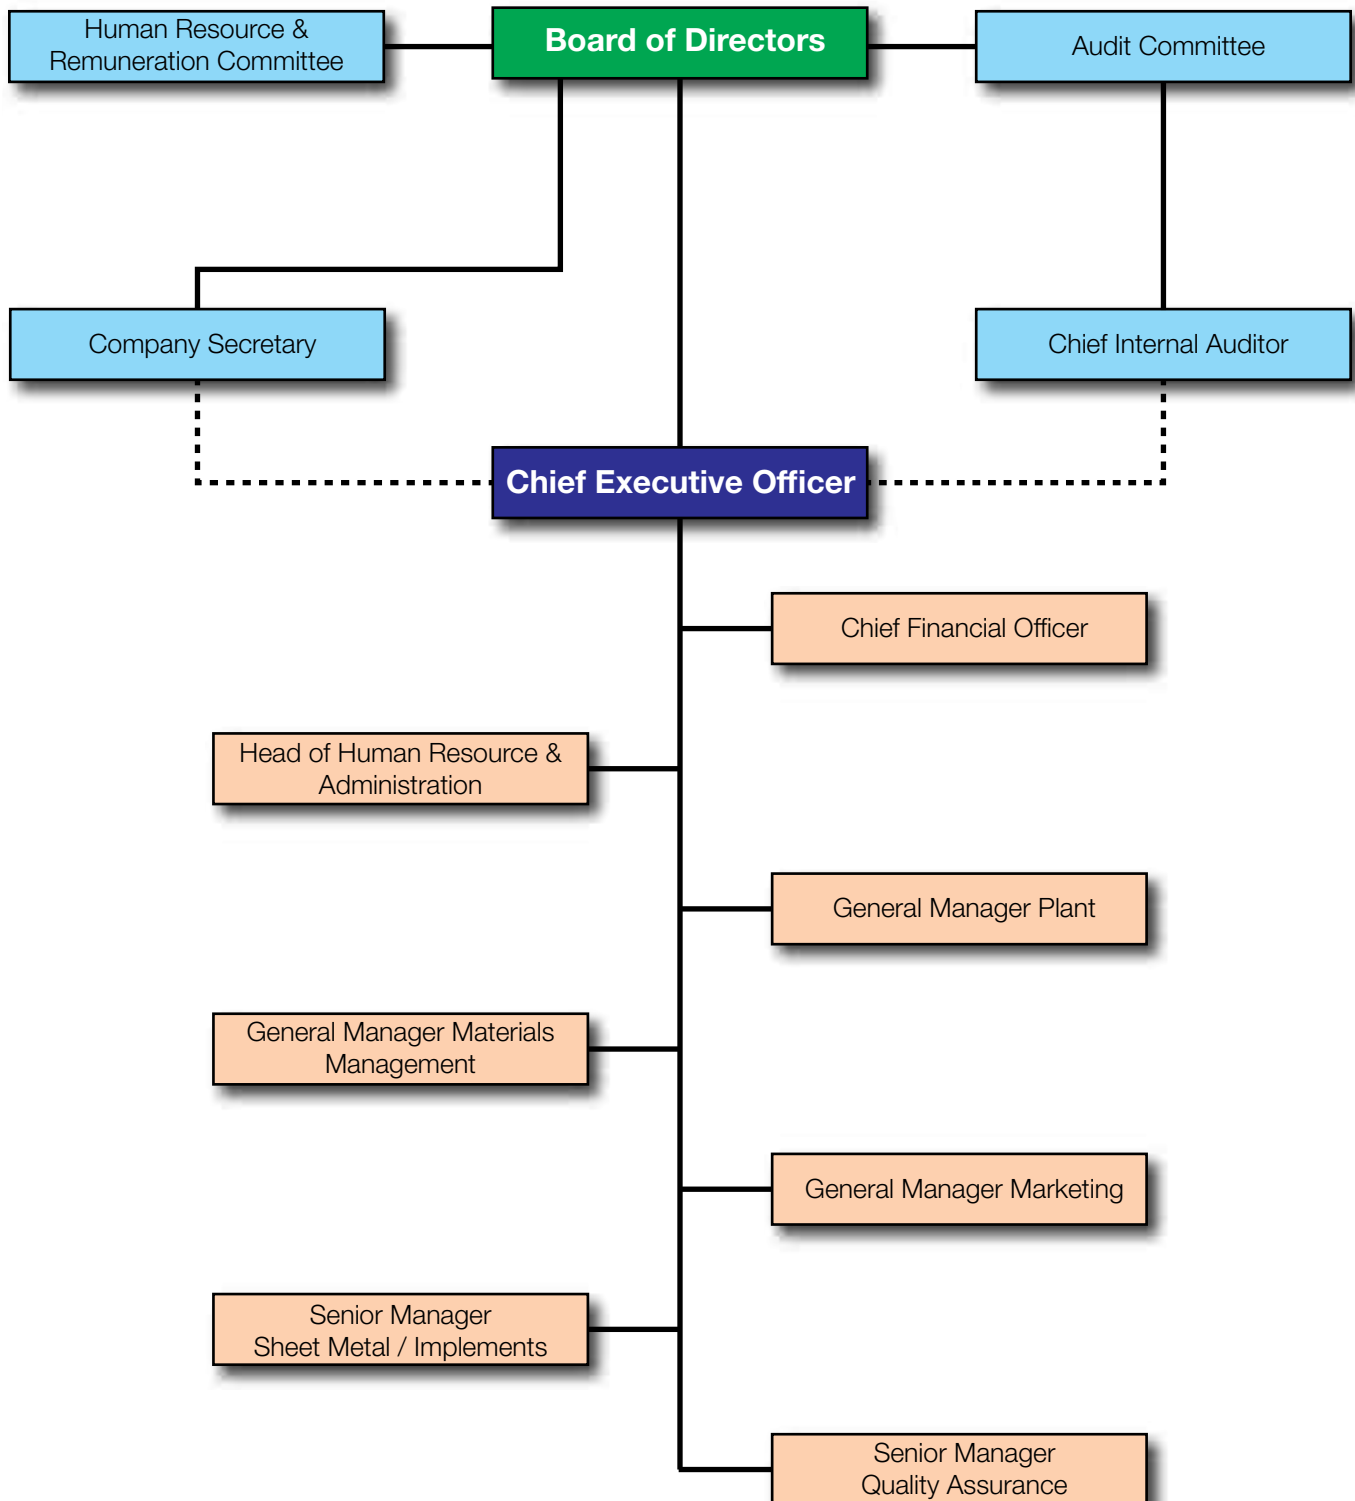 Human Resource &
Remuneration Committee
Board of Directors
Audit Committee
Company Secretary
Chief Internal Auditor
Chief Executive Officer
Chief Financial Officer
Head of Human Resource &
Administration
General Manager Plant
General Manager Materials
Management
General Manager Marketing
Senior Manager
Sheet Metal / Implements
Senior Manager
Quality Assurance